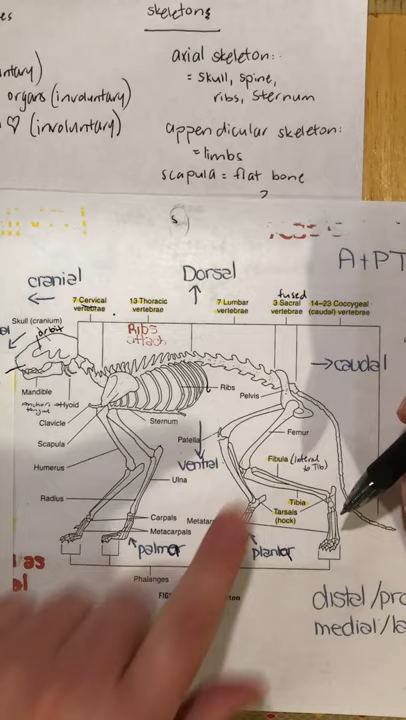 skeletons
axial skeleton:
= skull, spine,
ribs, sternum
organs (involuntary)
♡ (involuntary)
appendicular skeleton:
= limbs
scapula = flat bone
?
A+PT
cranial
Dorsal
fused
7 Cervical vertebrae
13 Thoracic vertebrae
7 Lumbar vertebrae
3 Sacral vertebrae
14–23 Coccygeal (caudal) vertebrae
Skull (cranium)
orbit
Ribs
attach
caudal
Mandible
Hyoid
Ribs
Pelvis
Clavicle
Sternum
Scapula
Patella
Femur
ventral
Fibula (lateral to Tib)
Humerus
Ulna
Tibia
Radius
Tarsals
(hock)
Carpals
Metacarpals
palmar
plantar
Phalanges
distal/pro
medial/la